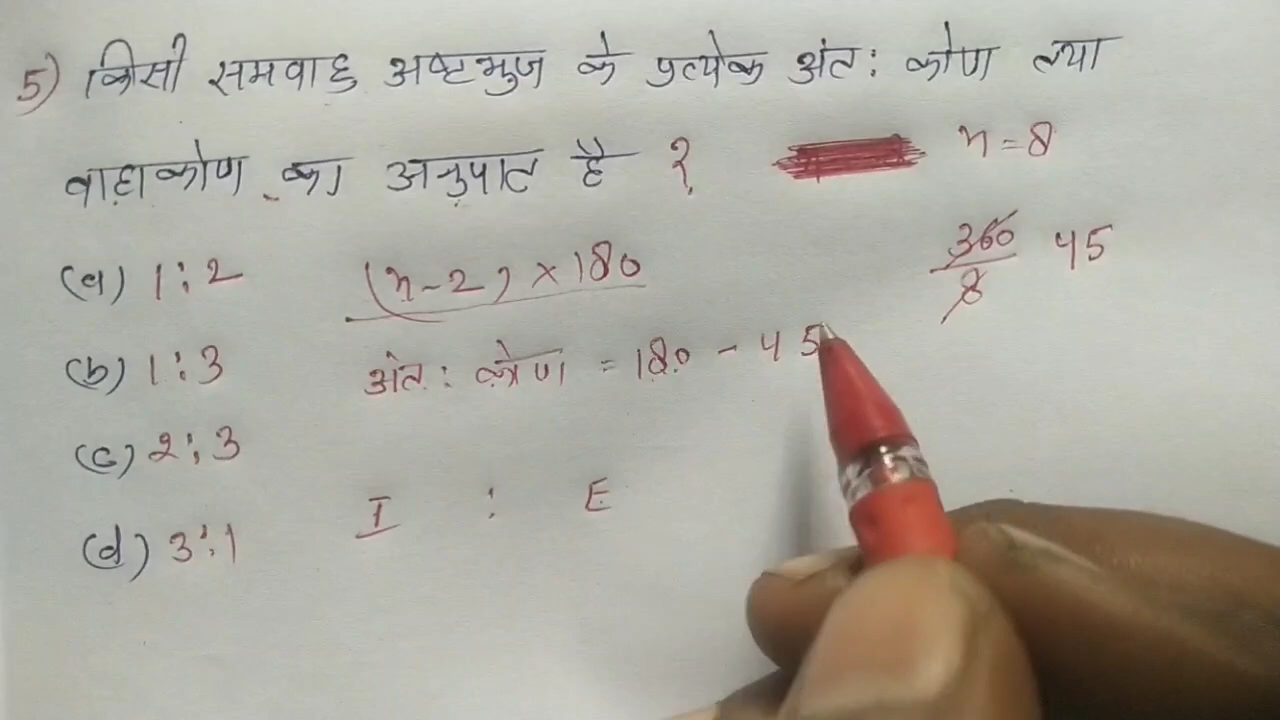 5) किसी समबाहु अष्टभुज के प्रत्येक अंत: कोण तथा
बाह्यकोण का अनुपात है ?
n = 8
360/8 45
(a) 1:2
(n-2) × 180
(b) 1:3
अंत: कोण = 180 - 45
(c) 2:3
I : E
(d) 3:1